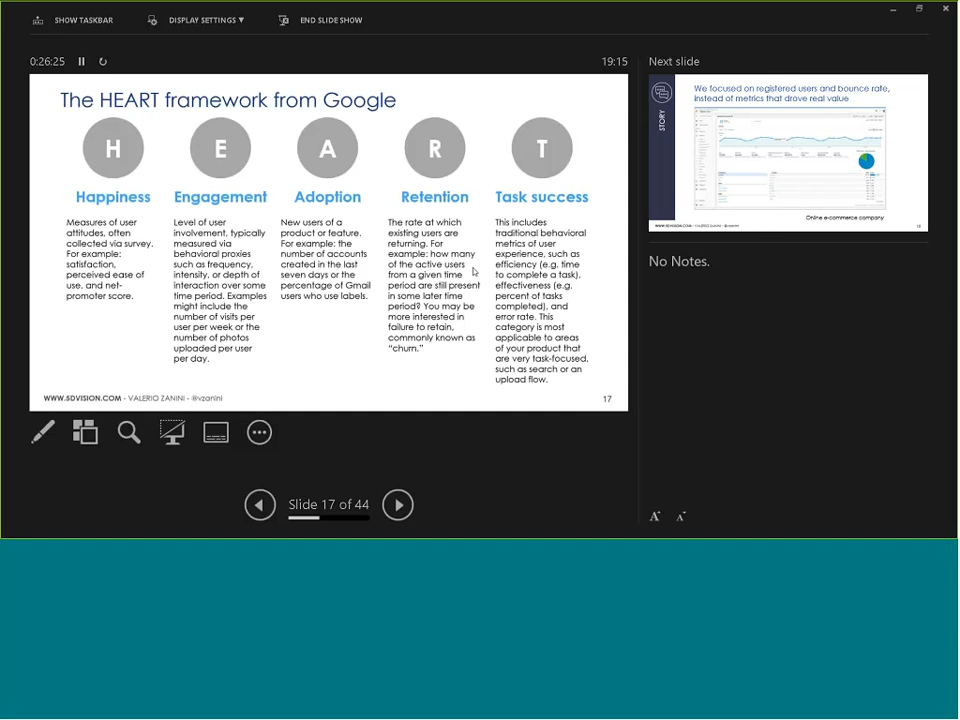 SHOW TASKBAR
DISPLAY SETTINGS ▼
END SLIDE SHOW
0:26:25
19:15
The HEART framework from Google
H
E
A
R
T
Happiness
Engagement
Adoption
Retention
Task success
Measures of user
attitudes, often
collected via survey.
For example:
satisfaction,
perceived ease of
use, and net-
promoter score.
Level of user
involvement, typically
measured via
behavioral proxies
such as frequency,
intensity, or depth of
interaction over some
time period. Examples
might include the
number of visits per
user per week or the
number of photos
uploaded per user
per day.
New users of a
product or feature.
For example: the
number of accounts
created in the last
seven days or the
percentage of Gmail
users who use labels.
The rate at which
existing users are
returning. For
example: how many
of the active users
from a given time
period are still present
in some later time
period? You may be
more interested in
failure to retain,
commonly known as
“churn.”
This includes
traditional behavioral
metrics of user
experience, such as
efficiency (e.g. time
to complete a task),
effectiveness (e.g.
percent of tasks
completed), and
error rate. This
category is most
applicable to areas
of your product that
are very task-focused,
such as search or an
upload flow.
WWW.SDVISION.COM - VALERIO ZANINI - @vzanini
17
Slide 17 of 44
Next slide
STORY
We focused on registered users and bounce rate,
instead of metrics that drove real value
Online e-commerce company
WWW.SDVISION.COM - VALERIO ZANINI - @vzanini
18
No Notes.
A
A